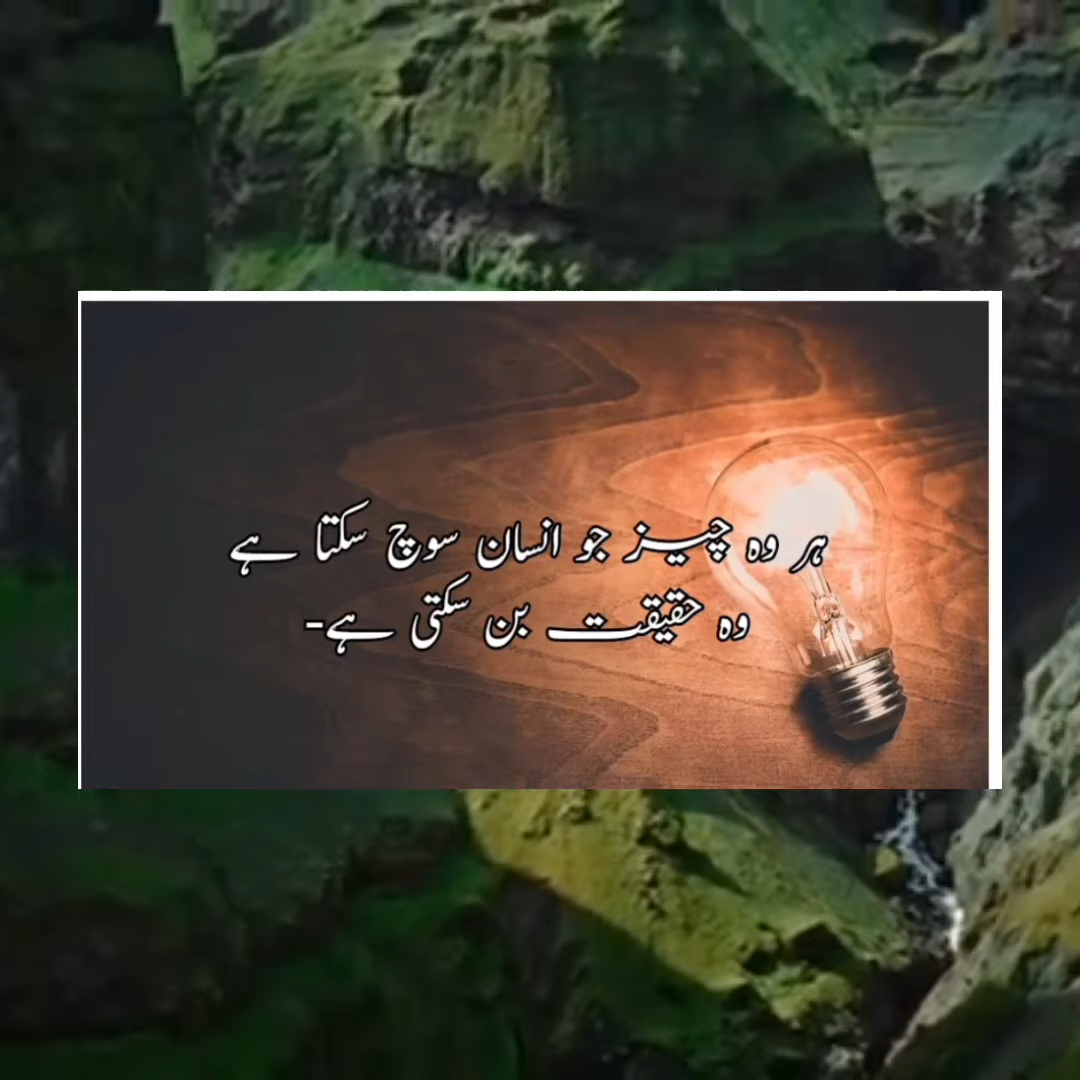 ہر وہ چیز جو انسان سوچ سکتا ہے
وہ حقیقت بن سکتی ہے-